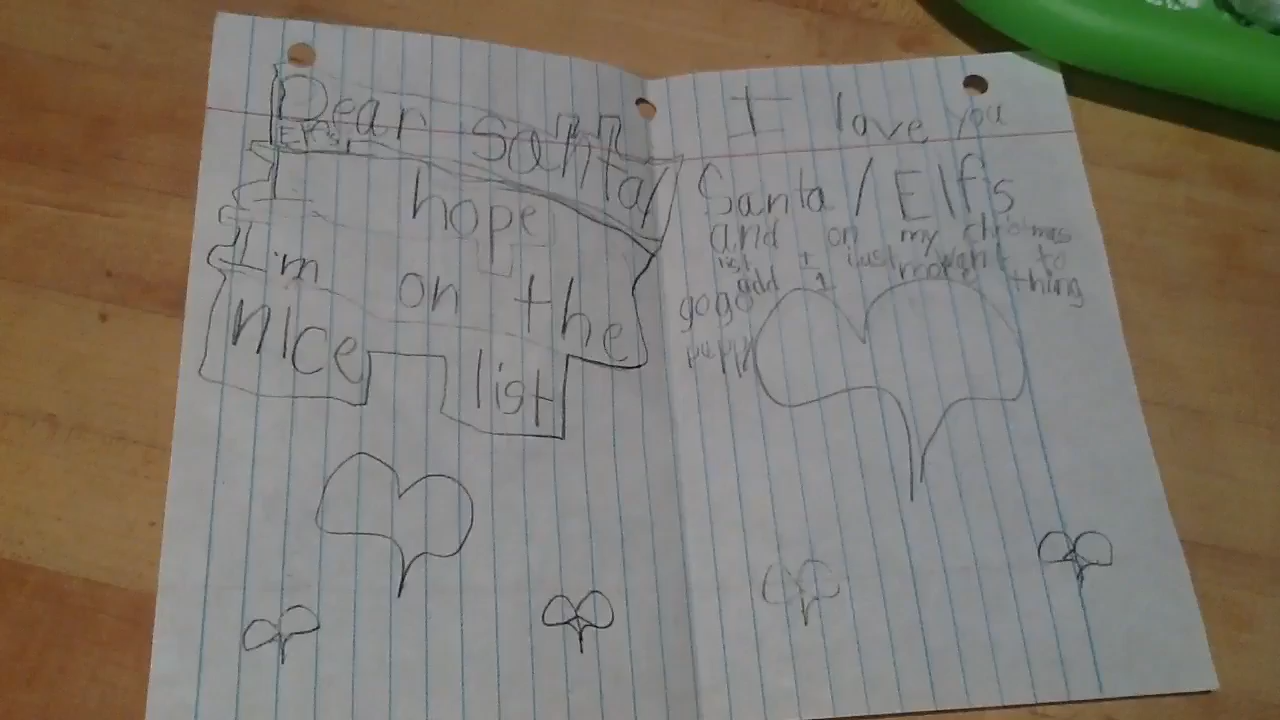 Dear Santa/
Elfs
I hope
I'm on the
nice
list
I love you
Santa / Elfs
and on my christmas
list I just want to
add 1 more thing
gogo
puppy